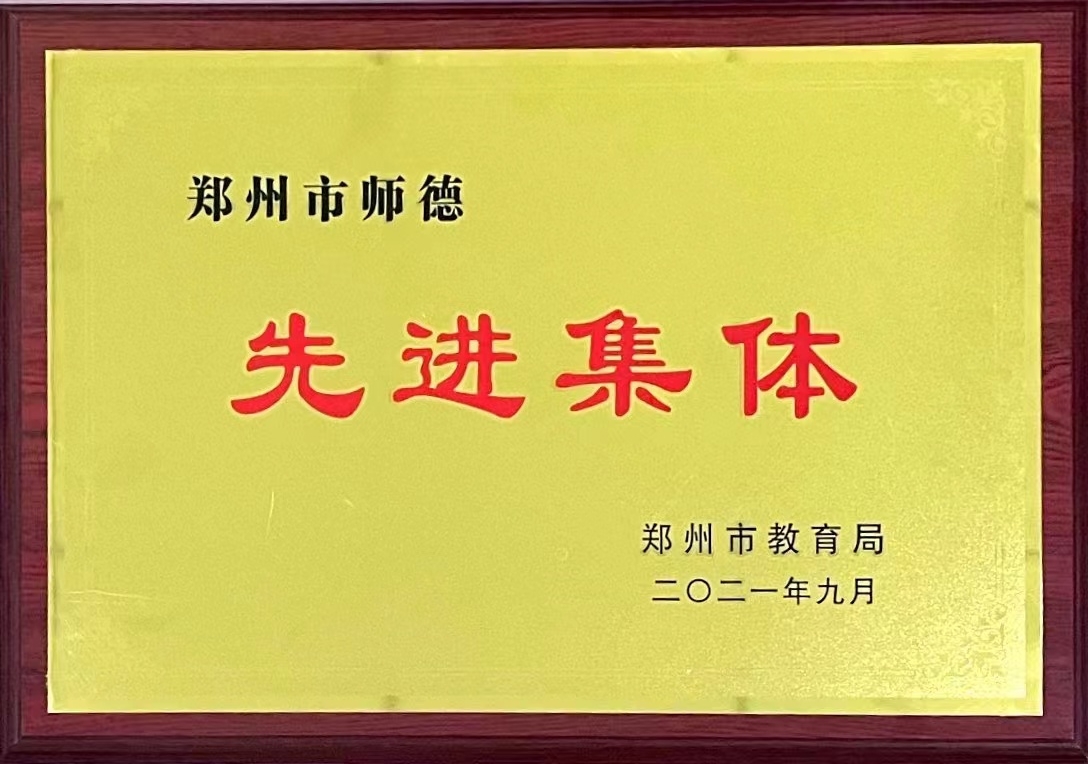 郑州市师德
先进集体
郑州市教育局
二〇二一年九月